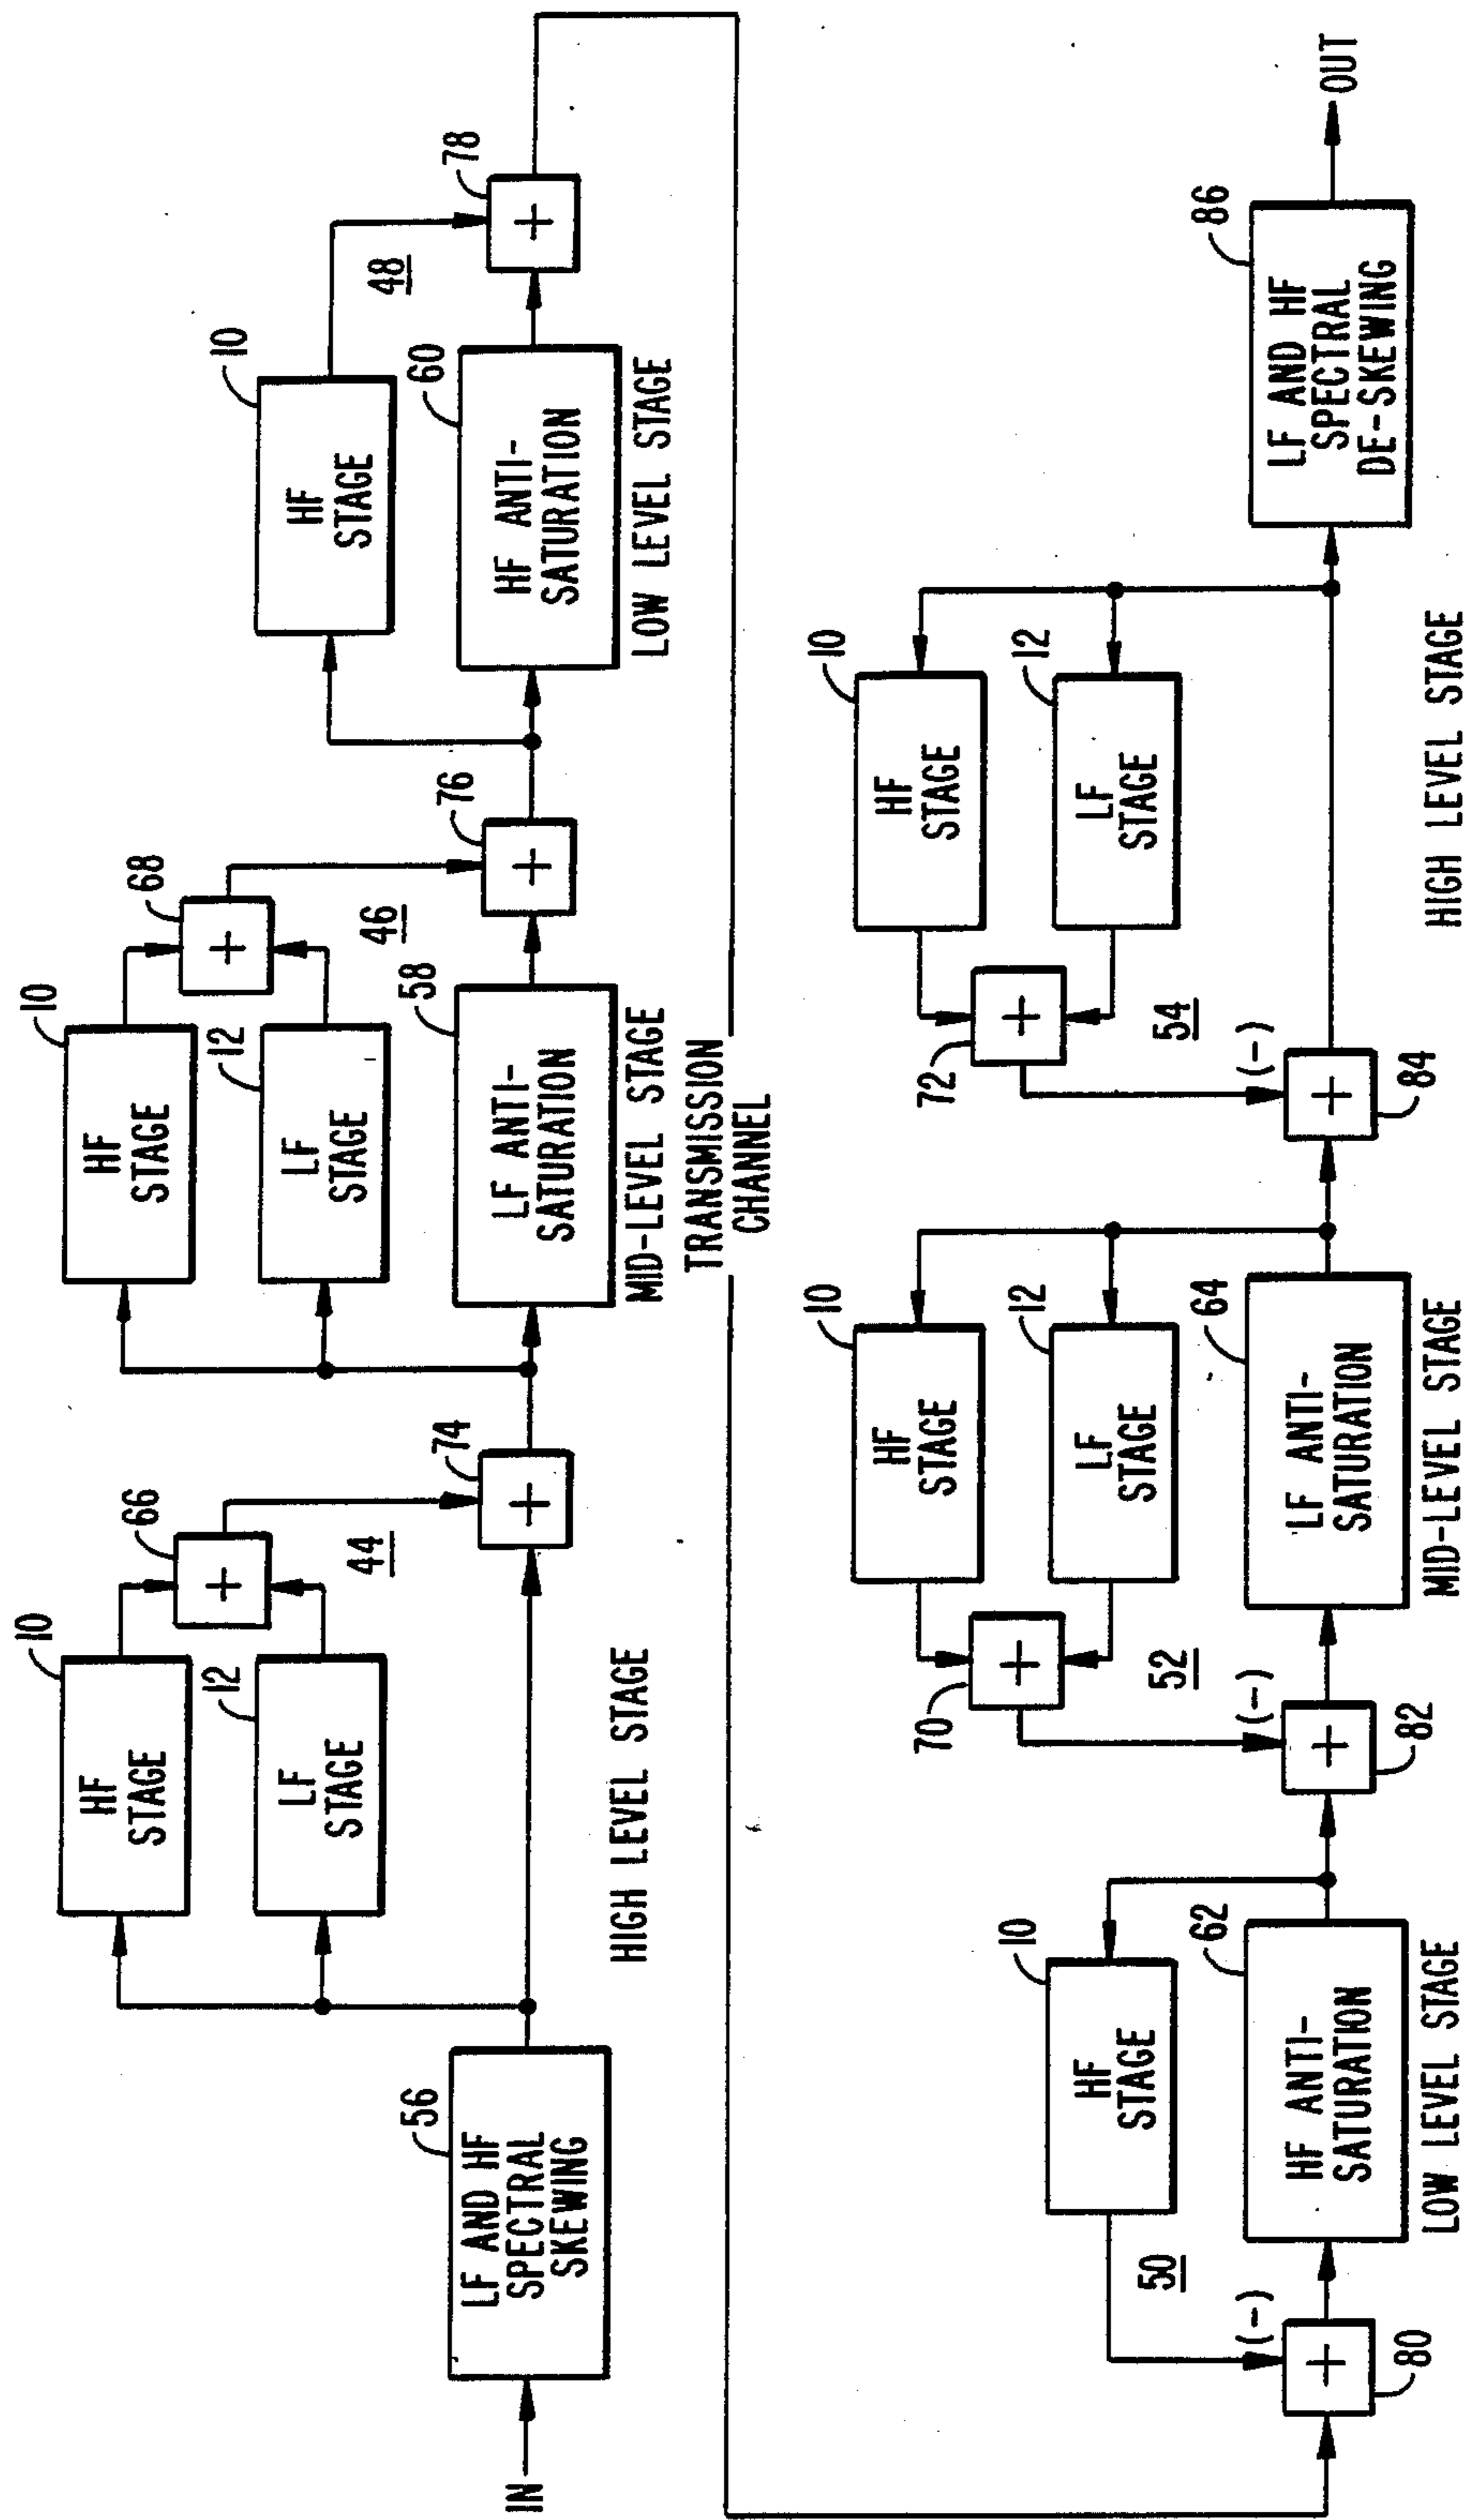 10
HF
STAGE
12
LF
STAGE
66
44
74
IN
56
LF AND HF
SPECTRAL
SKEWING
+
+
HIGH LEVEL STAGE
10
HF
STAGE
12
LF
STAGE
68
46
76
58
LF ANTI-
SATURATION
+
+
MID-LEVEL STAGE
10
HF
STAGE
48
78
60
HF ANTI-
SATURATION
+
LOW LEVEL STAGE
TRANSMISSION
CHANNEL
10
HF
STAGE
50
(-)
+
80
62
HF ANTI-
SATURATION
LOW LEVEL STAGE
10
HF
STAGE
12
LF
STAGE
70
+
52
(-)
+
82
64
LF ANTI-
SATURATION
MID-LEVEL STAGE
10
HF
STAGE
12
LF
STAGE
72
+
54
(-)
+
84
HIGH LEVEL STAGE
86
LF AND HF
SPECTRAL
DE-SKEWING
OUT